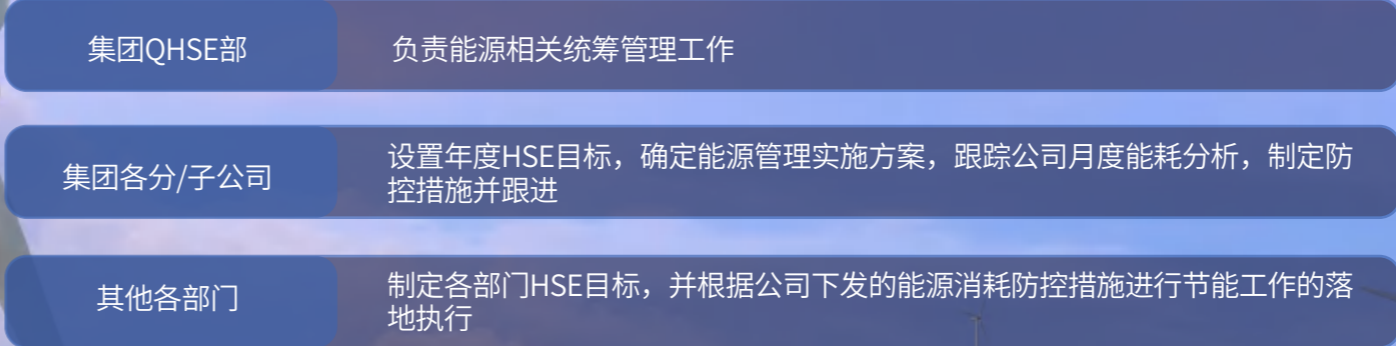 集团QHSE部
负责能源相关统筹管理工作
集团各分/子公司
设置年度HSE目标，确定能源管理实施方案，跟踪公司月度能耗分析，制定防
控措施并跟进
其他各部门
制定各部门HSE目标，并根据公司下发的能源消耗防控措施进行节能工作的落
地执行